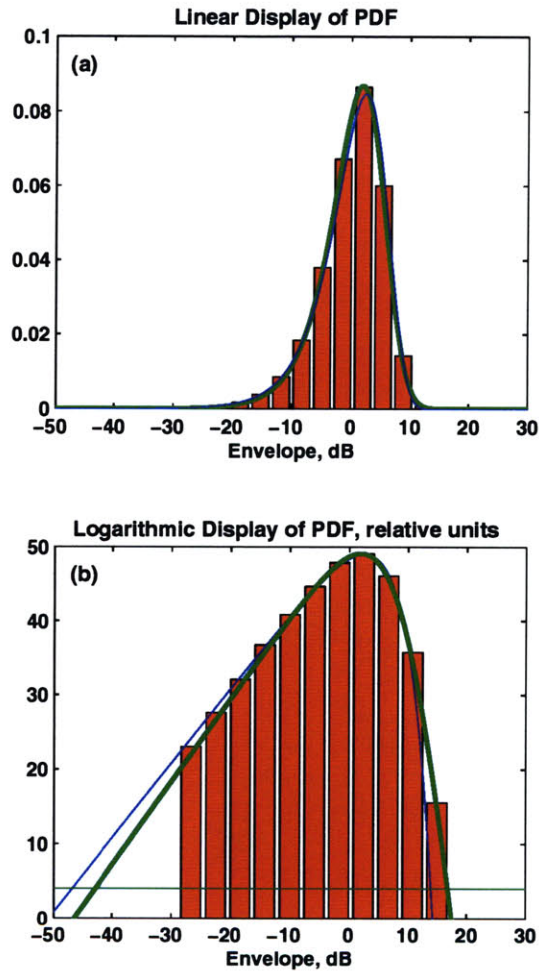 Linear Display of PDF
0.1
(a)
0.08
0.06
0.04
0.02
0
−50 −40 −30 −20 −10 0 10 20 30
Envelope, dB
Logarithmic Display of PDF, relative units
50
(b)
40
30
20
10
0
−50 −40 −30 −20 −10 0 10 20 30
Envelope, dB